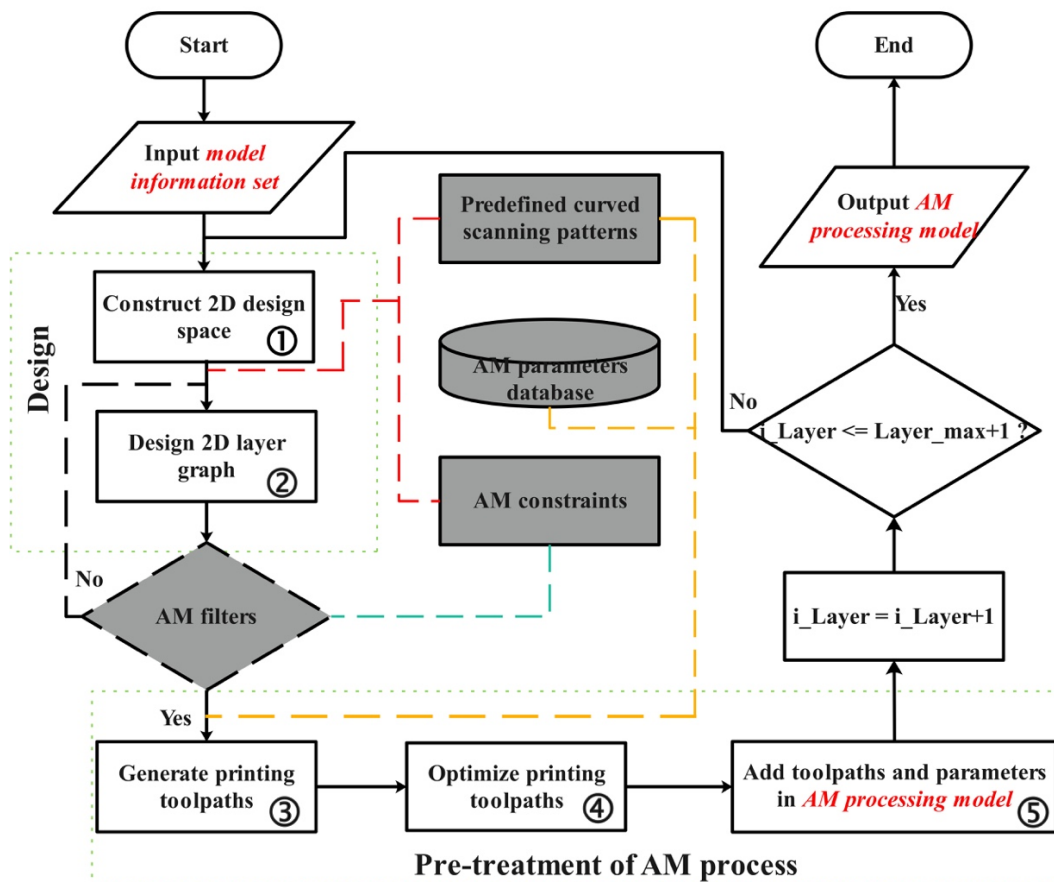 Start
Input model
information set
Design
Construct 2D design
space
①
Design 2D layer
graph
②
No
AM filters
Yes
Predefined curved
scanning patterns
AM parameters
database
AM constraints
Generate printing
toolpaths
③
Optimize printing
toolpaths
④
Add toolpaths and parameters
in AM processing model
⑤
Pre-treatment of AM process
i_Layer = i_Layer+1
i_Layer <= Layer_max+1 ?
No
Yes
Output AM
processing model
End